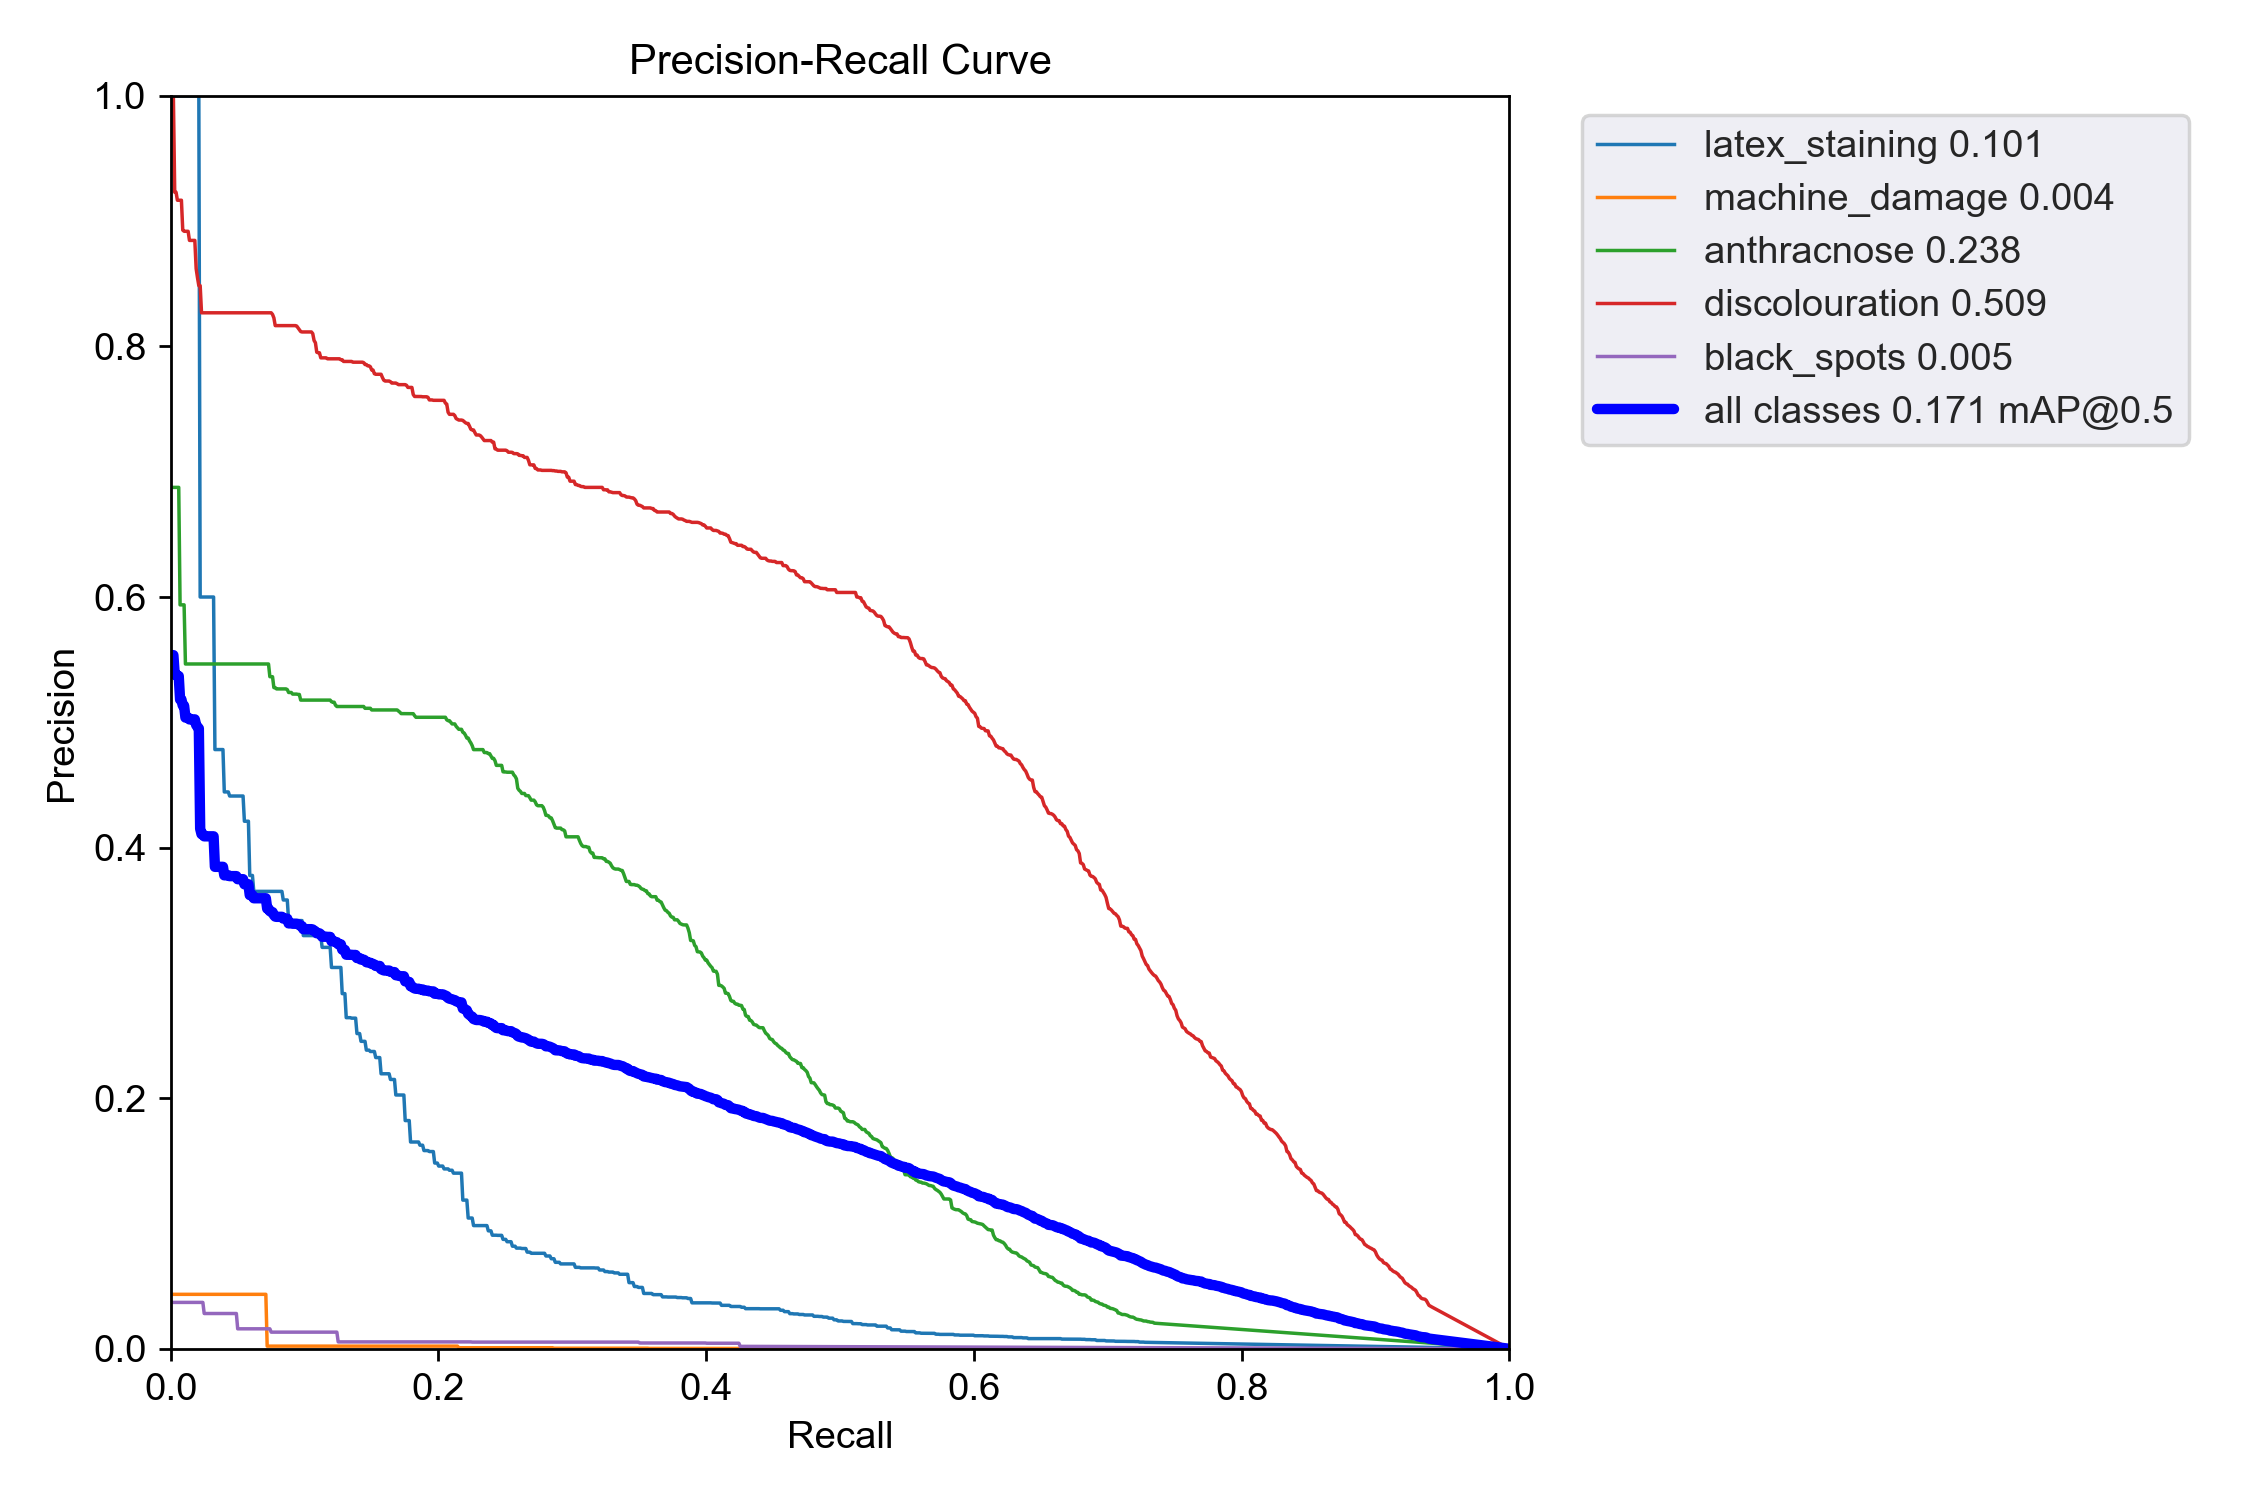 Precision-Recall Curve
1.0
0.8
0.6
0.4
0.2
0.0
Precision
0.0 0.2 0.4 0.6 0.8 1.0
Recall
latex_staining 0.101
machine_damage 0.004
anthracnose 0.238
discolouration 0.509
black_spots 0.005
all classes 0.171 mAP@0.5